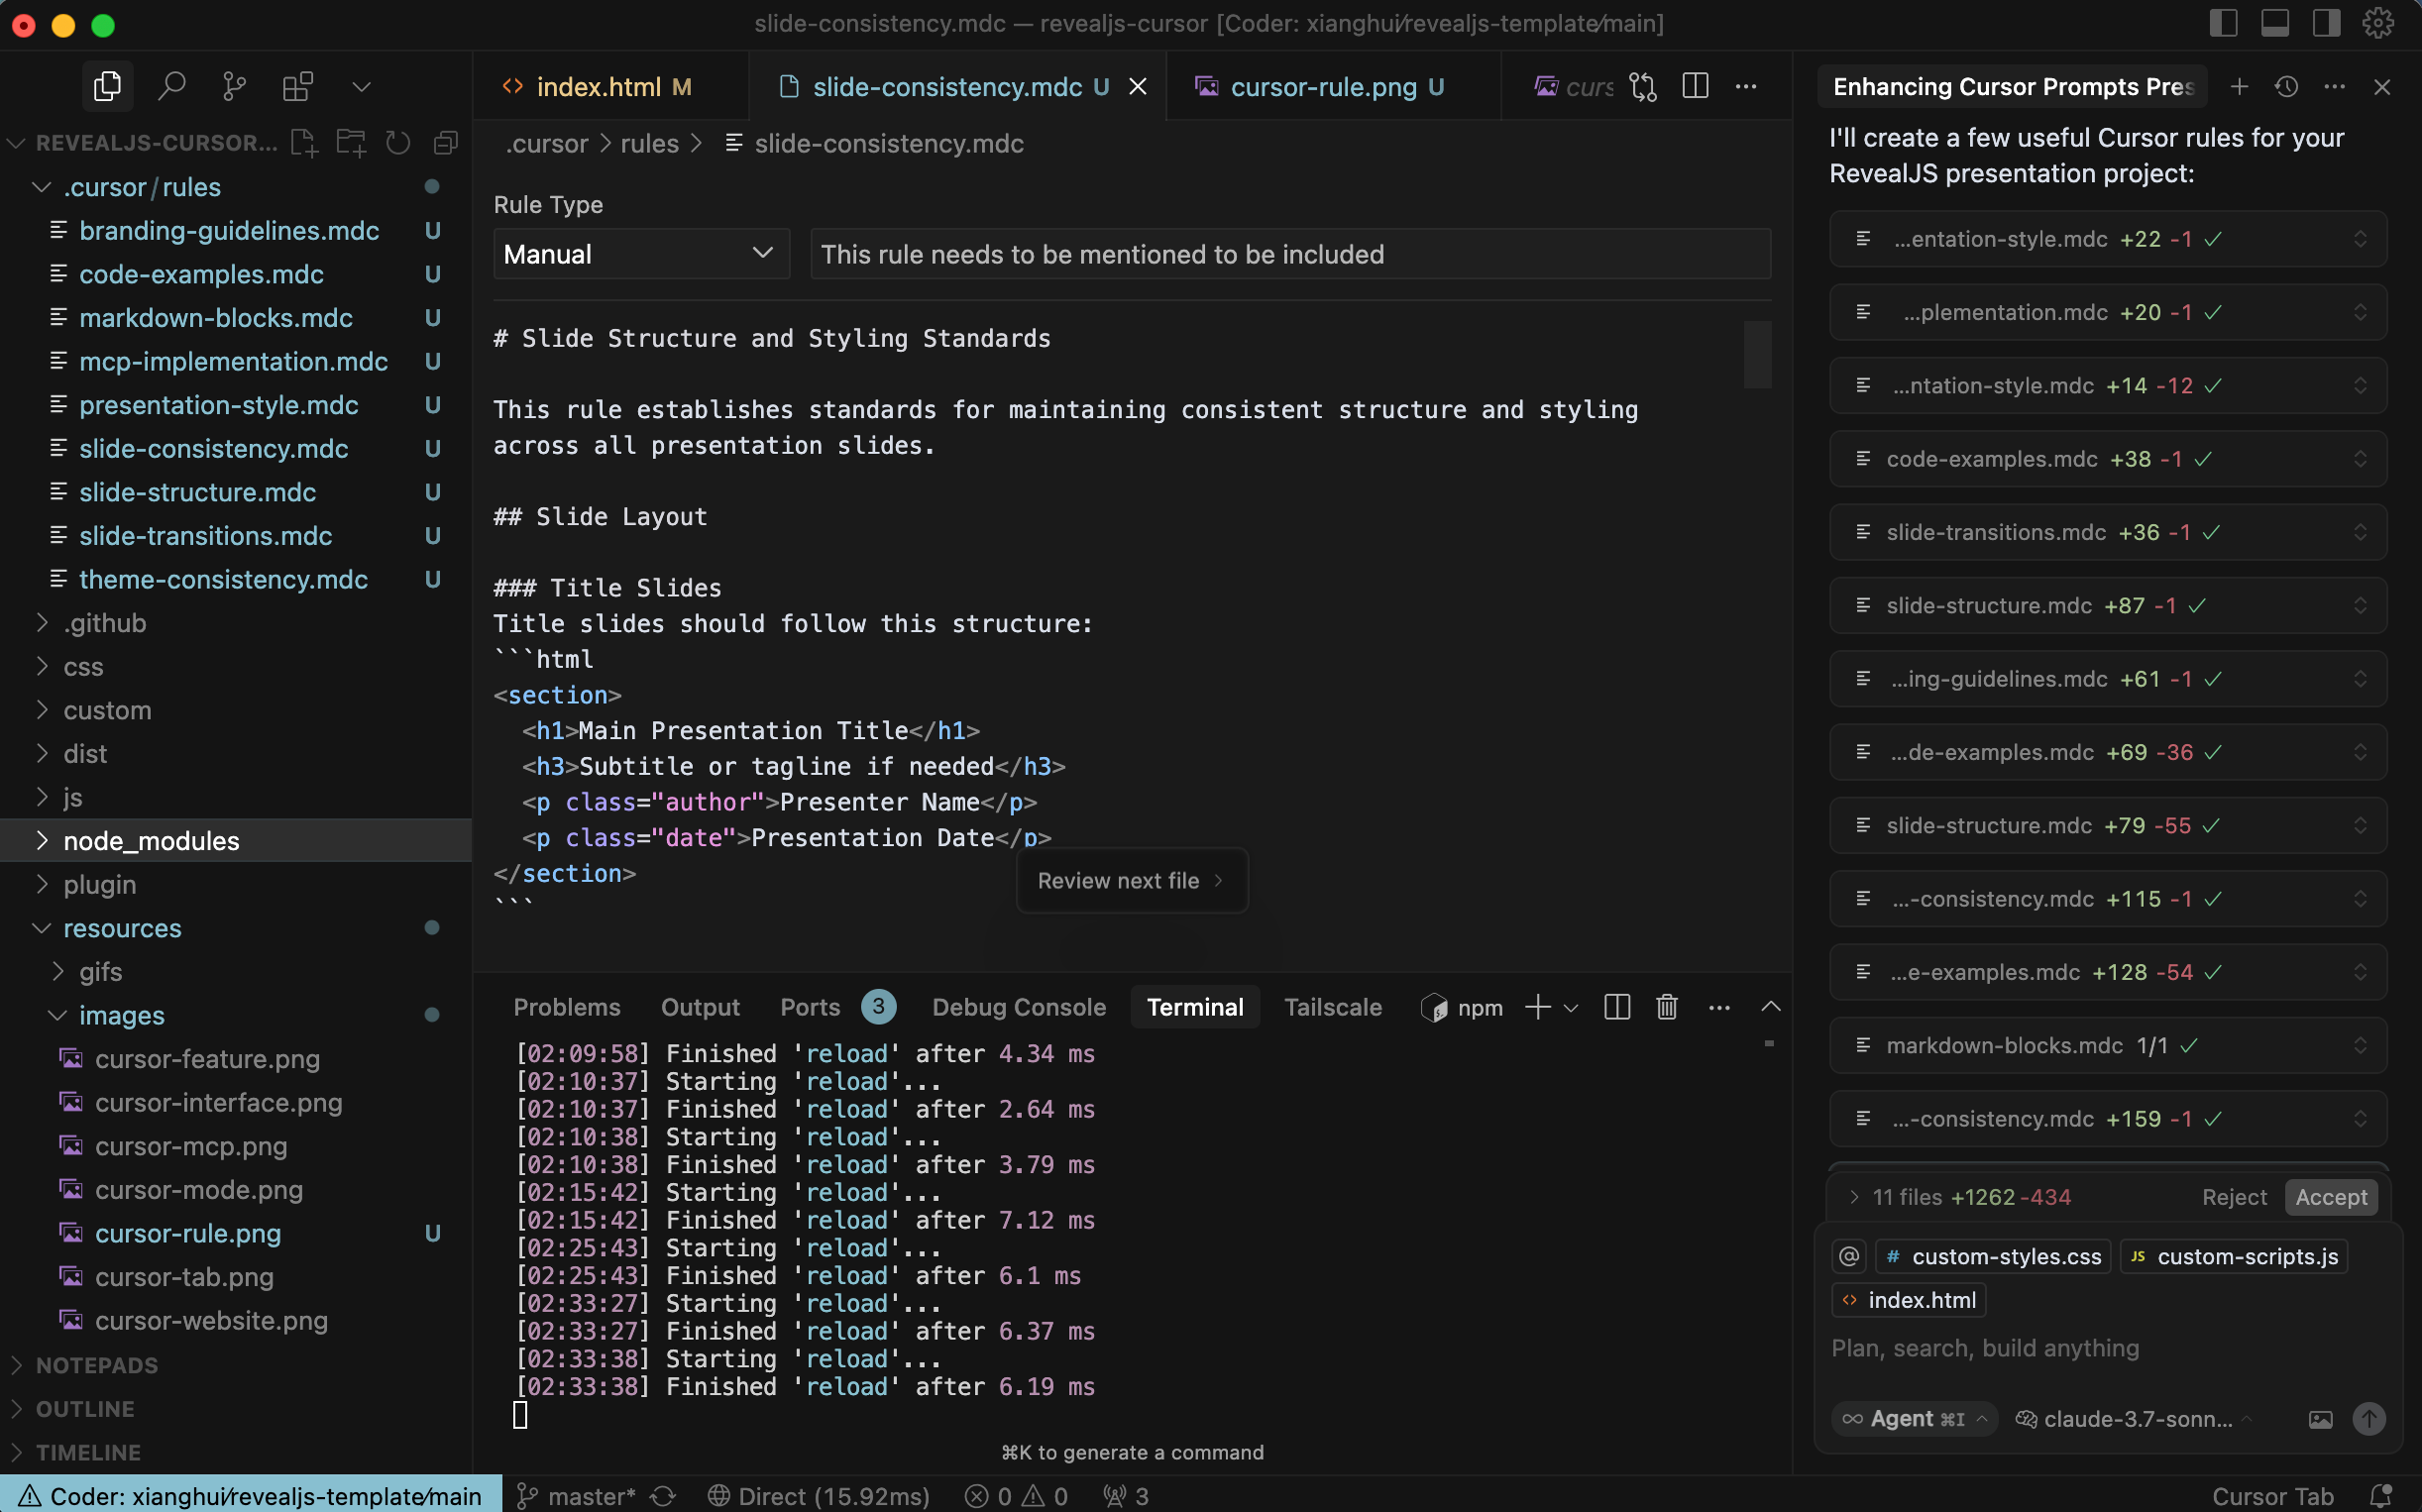 slide-consistency.mdc — revealjs-cursor [Coder: xianghui/revealjs-template/main]
REVEALJS-CURSOR...
.cursor/rules
branding-guidelines.mdc U
code-examples.mdc U
markdown-blocks.mdc U
mcp-implementation.mdc U
presentation-style.mdc U
slide-consistency.mdc U
slide-structure.mdc U
slide-transitions.mdc U
theme-consistency.mdc U
.github
css
custom
dist
js
node_modules
plugin
resources
gifs
images
cursor-feature.png
cursor-interface.png
cursor-mcp.png
cursor-mode.png
cursor-rule.png U
cursor-tab.png
cursor-website.png
NOTEPADS
OUTLINE
TIMELINE
index.html M
slide-consistency.mdc U
cursor-rule.png U
curs
.cursor > rules > slide-consistency.mdc
Rule Type
Manual
This rule needs to be mentioned to be included
# Slide Structure and Styling Standards
This rule establishes standards for maintaining consistent structure and styling
across all presentation slides.
## Slide Layout
### Title Slides
Title slides should follow this structure:
```html
<section>
<h1>Main Presentation Title</h1>
<h3>Subtitle or tagline if needed</h3>
<p class="author">Presenter Name</p>
<p class="date">Presentation Date</p>
</section>
```
Review next file >
Problems Output Ports 3 Debug Console Terminal Tailscale npm
[02:09:58] Finished 'reload' after 4.34 ms
[02:10:37] Starting 'reload'...
[02:10:37] Finished 'reload' after 2.64 ms
[02:10:38] Starting 'reload'...
[02:10:38] Finished 'reload' after 3.79 ms
[02:15:42] Starting 'reload'...
[02:15:42] Finished 'reload' after 7.12 ms
[02:25:43] Starting 'reload'...
[02:25:43] Finished 'reload' after 6.1 ms
[02:33:27] Starting 'reload'...
[02:33:27] Finished 'reload' after 6.37 ms
[02:33:38] Starting 'reload'...
[02:33:38] Finished 'reload' after 6.19 ms
⌘K to generate a command
Enhancing Cursor Prompts Pres
I'll create a few useful Cursor rules for your
RevealJS presentation project:
...entation-style.mdc +22 -1
...plementation.mdc +20 -1
...ntation-style.mdc +14 -12
code-examples.mdc +38 -1
slide-transitions.mdc +36 -1
slide-structure.mdc +87 -1
...ing-guidelines.mdc +61 -1
...de-examples.mdc +69 -36
slide-structure.mdc +79 -55
...-consistency.mdc +115 -1
...e-examples.mdc +128 -54
markdown-blocks.mdc 1/1
...-consistency.mdc +159 -1
11 files +1262 -434 Reject Accept
@ # custom-styles.css JS custom-scripts.js
index.html
Plan, search, build anything
Agent ⌘I claude-3.7-sonn...
Coder: xianghui/revealjs-template/main master* Direct (15.92ms) 0 0 3 Cursor Tab